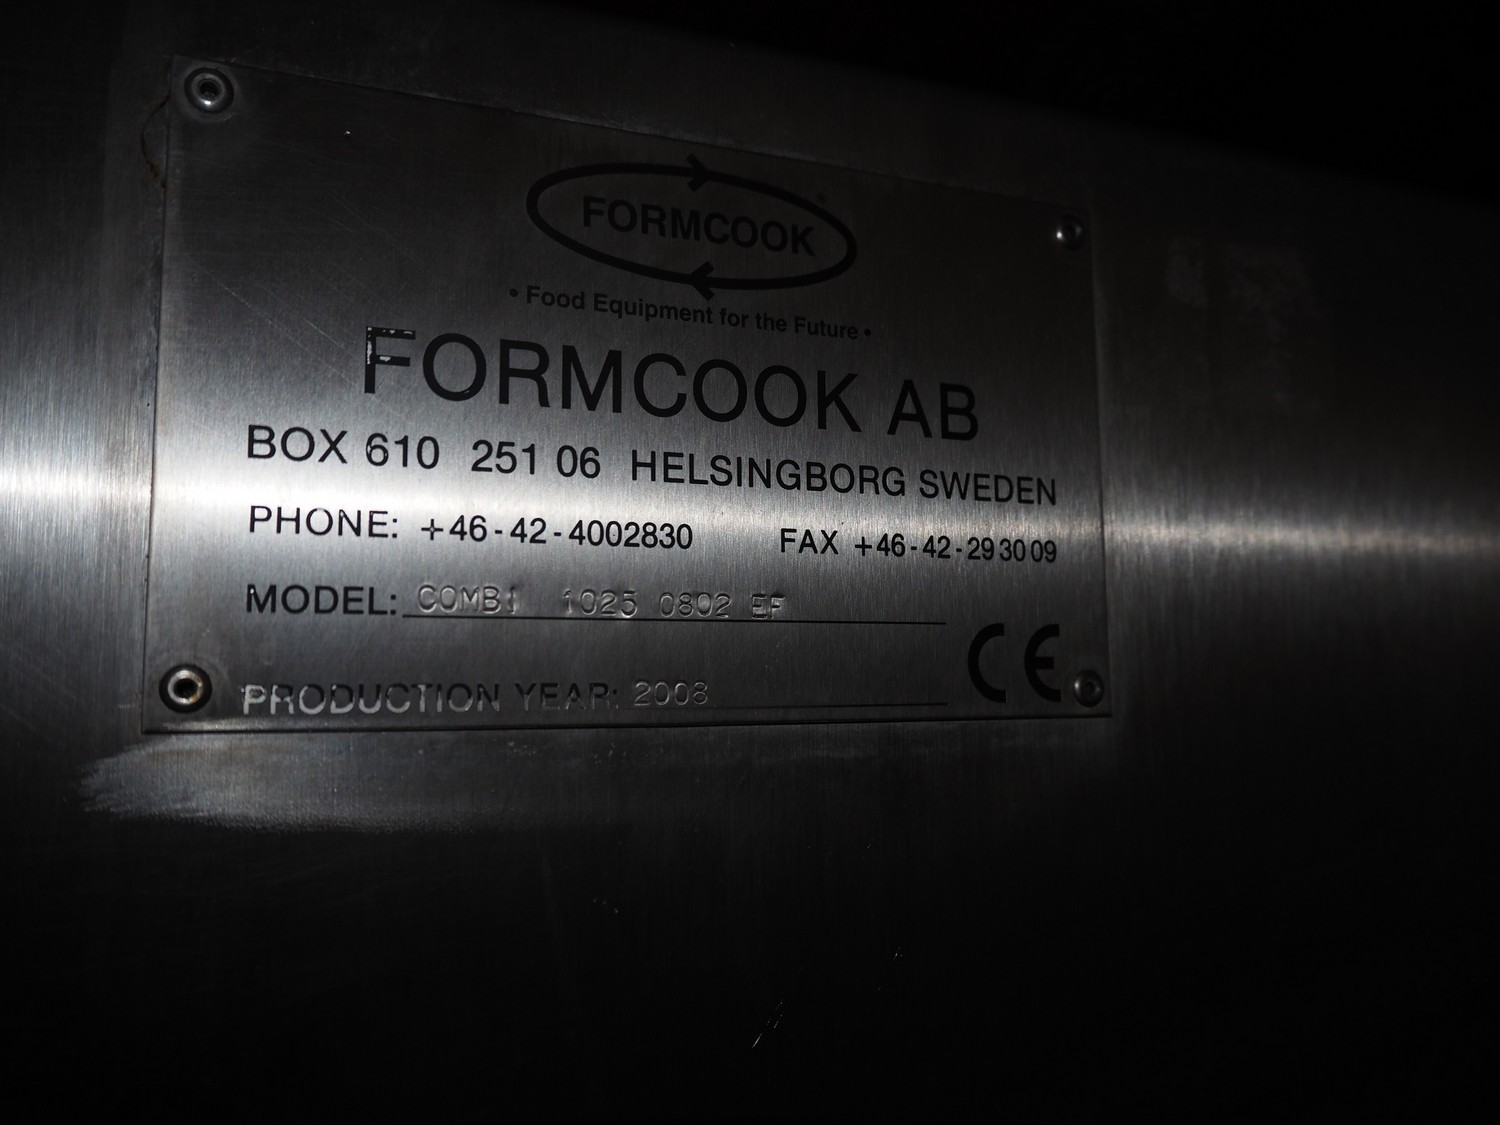 FORMCOOK
• Food Equipment for the Future •
FORMCOOK AB
BOX 610 251 06 HELSINGBORG SWEDEN
PHONE: +46-42-4002830 FAX +46-42-293009
MODEL: COMBI 1025 0802 EF
PRODUCTION YEAR: 2008
CE